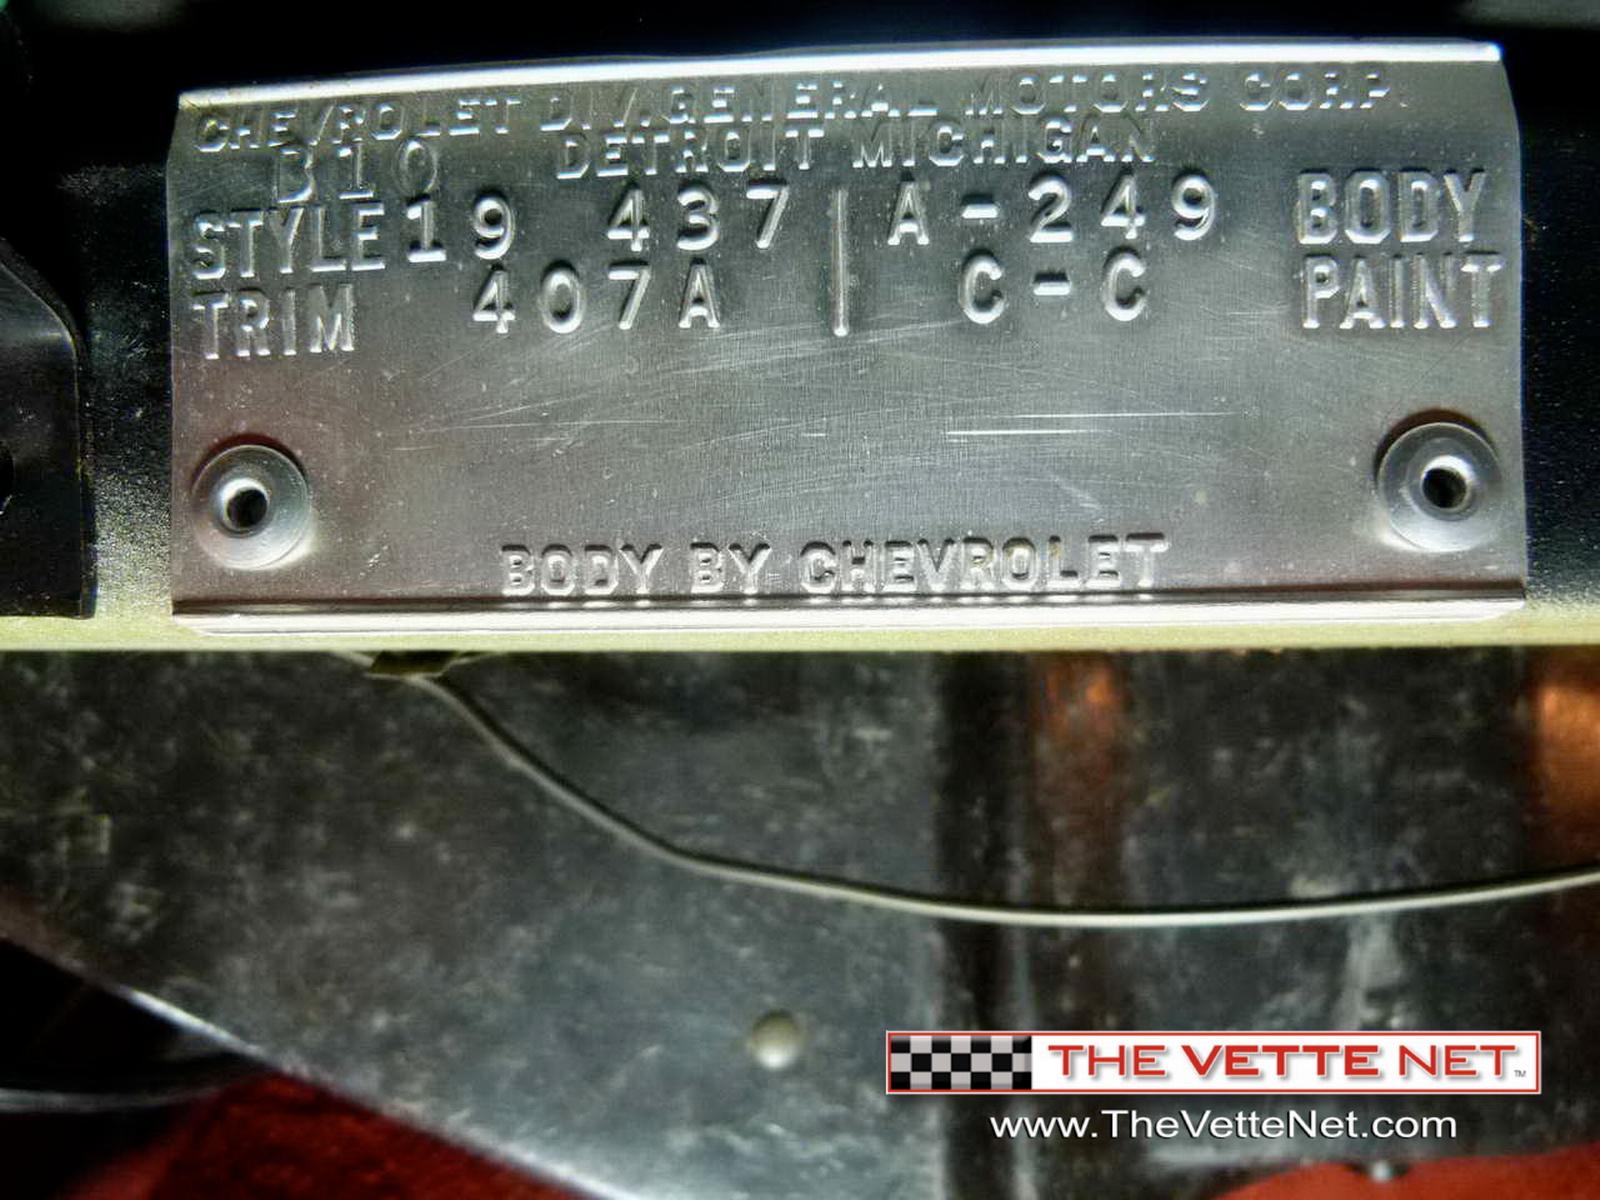 CHEVROLET DIV. GENERAL MOTORS CORP.
DETROIT MICHIGAN
B10
STYLE 19 437 | A-249 BODY
TRIM 407A | C-C PAINT
BODY BY CHEVROLET
THE VETTE NET™
www.TheVetteNet.com